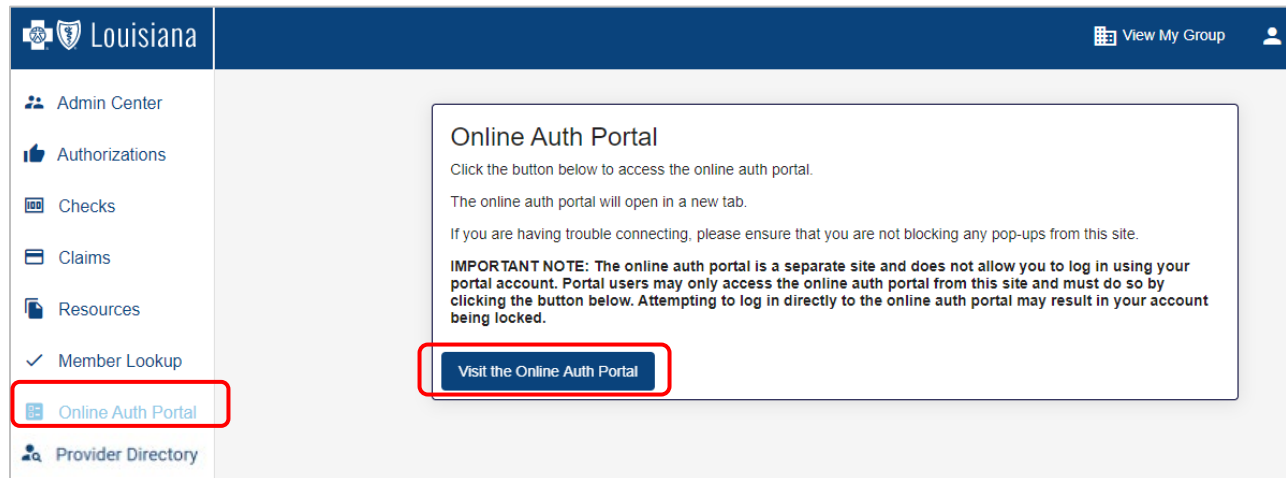 Louisiana
View My Group
Admin Center
Authorizations
Checks
Claims
Resources
Member Lookup
Online Auth Portal
Provider Directory
Online Auth Portal
Click the button below to access the online auth portal.
The online auth portal will open in a new tab.
If you are having trouble connecting, please ensure that you are not blocking any pop-ups from this site.
IMPORTANT NOTE: The online auth portal is a separate site and does not allow you to log in using your
portal account. Portal users may only access the online auth portal from this site and must do so by
clicking the button below. Attempting to log in directly to the online auth portal may result in your account
being locked.
Visit the Online Auth Portal